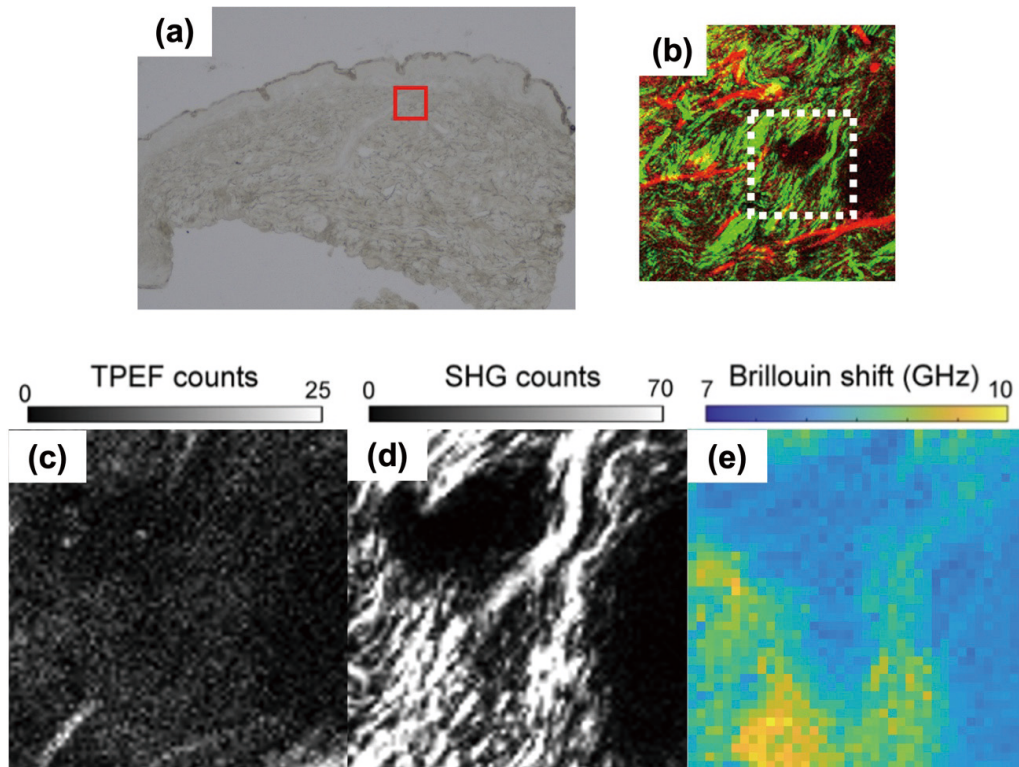 (a)
(b)
TPEF counts
0 25
SHG counts
0 70
Brillouin shift (GHz)
7 10
(c)
(d)
(e)